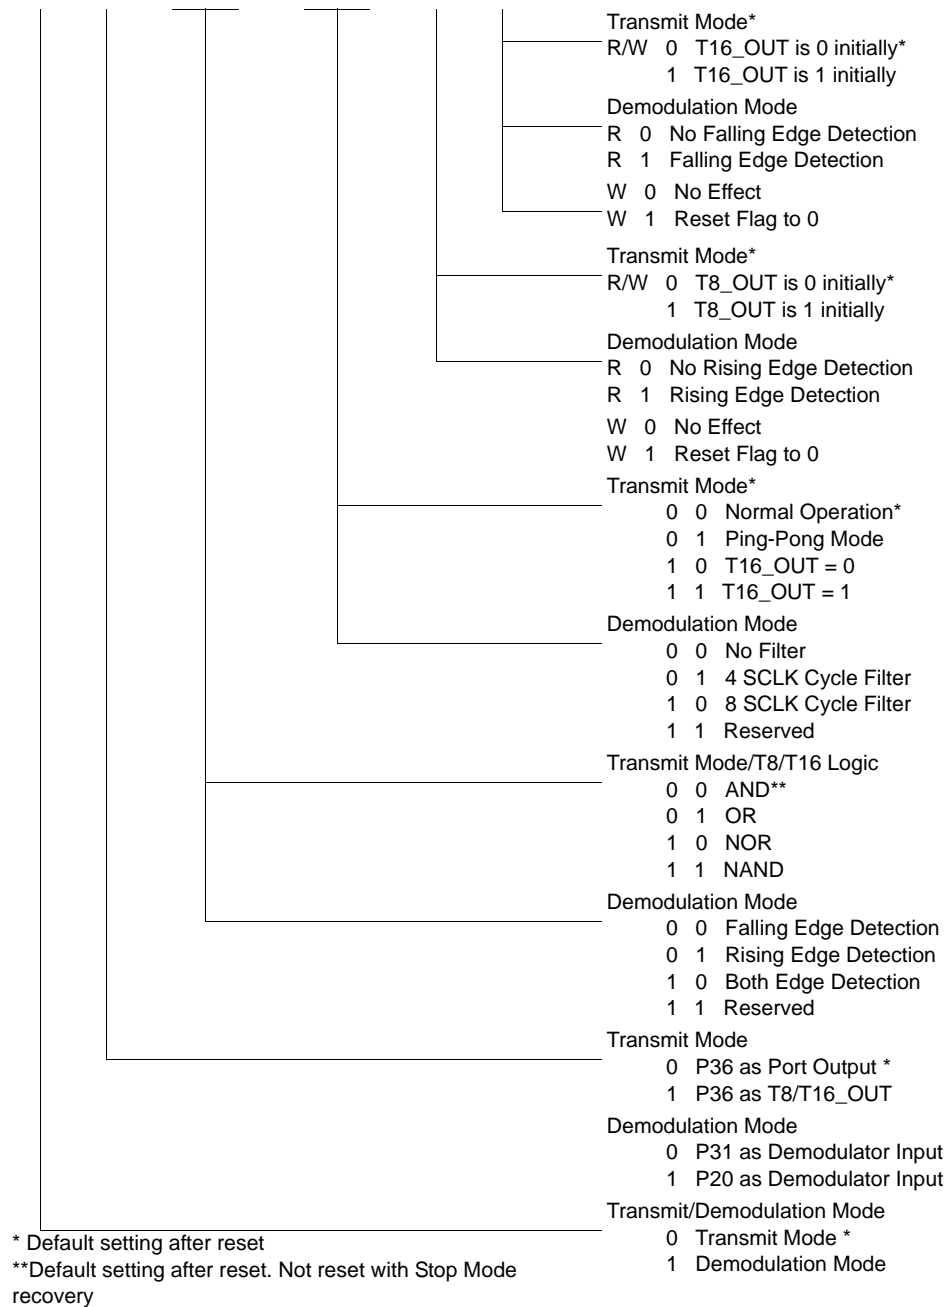 Transmit Mode*
R/W 0 T16_OUT is 0 initially*
1 T16_OUT is 1 initially
Demodulation Mode
R 0 No Falling Edge Detection
R 1 Falling Edge Detection
W 0 No Effect
W 1 Reset Flag to 0
Transmit Mode*
R/W 0 T8_OUT is 0 initially*
1 T8_OUT is 1 initially
Demodulation Mode
R 0 No Rising Edge Detection
R 1 Rising Edge Detection
W 0 No Effect
W 1 Reset Flag to 0
Transmit Mode*
0 0 Normal Operation*
0 1 Ping-Pong Mode
1 0 T16_OUT = 0
1 1 T16_OUT = 1
Demodulation Mode
0 0 No Filter
0 1 4 SCLK Cycle Filter
1 0 8 SCLK Cycle Filter
1 1 Reserved
Transmit Mode/T8/T16 Logic
0 0 AND**
0 1 OR
1 0 NOR
1 1 NAND
Demodulation Mode
0 0 Falling Edge Detection
0 1 Rising Edge Detection
1 0 Both Edge Detection
1 1 Reserved
Transmit Mode
0 P36 as Port Output *
1 P36 as T8/T16_OUT
Demodulation Mode
0 P31 as Demodulator Input
1 P20 as Demodulator Input
Transmit/Demodulation Mode
0 Transmit Mode *
1 Demodulation Mode
* Default setting after reset
**Default setting after reset. Not reset with Stop Mode
recovery